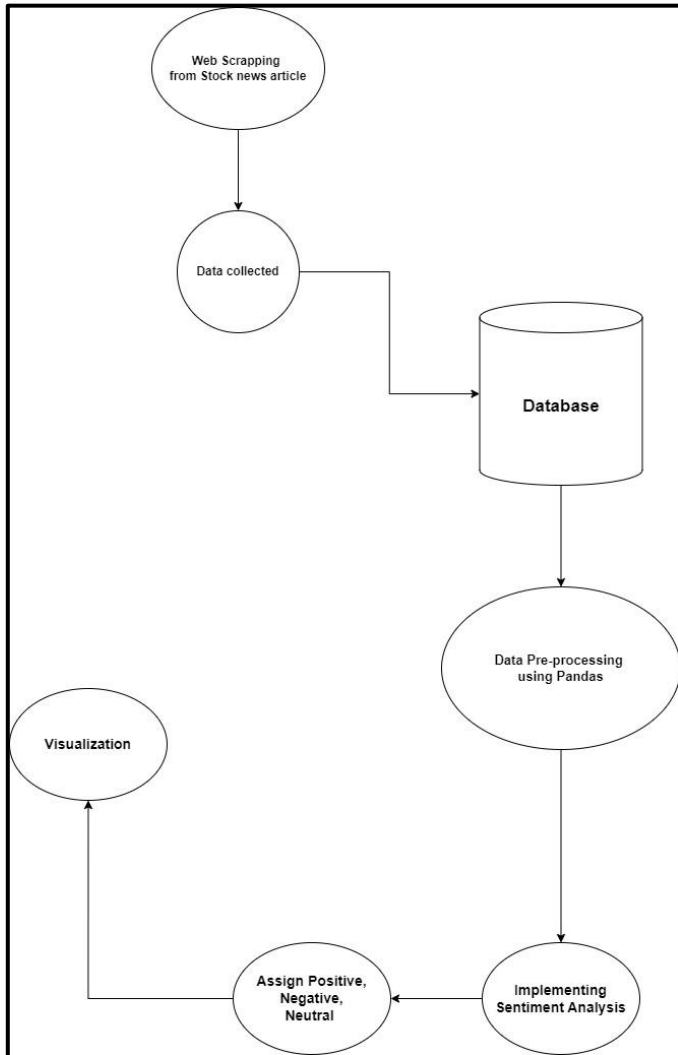 Web Scrapping
from Stock news article
Data collected
Database
Data Pre-processing
using Pandas
Implementing
Sentiment Analysis
Assign Positive,
Negative,
Neutral
Visualization